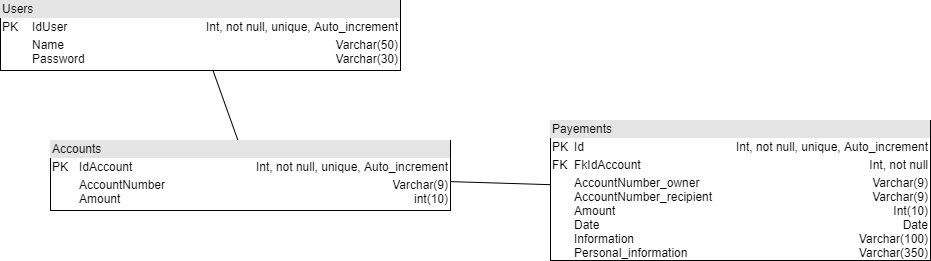 Users
PK IdUser Int, not null, unique, Auto_increment
Name Varchar(50)
Password Varchar(30)
Accounts
PK IdAccount Int, not null, unique, Auto_increment
AccountNumber Varchar(9)
Amount int(10)
Payements
PK Id Int, not null, unique, Auto_increment
FK FkIdAccount Int, not null
AccountNumber_owner Varchar(9)
AccountNumber_recipient Varchar(9)
Amount Int(10)
Date Date
Information Varchar(100)
Personal_information Varchar(350)